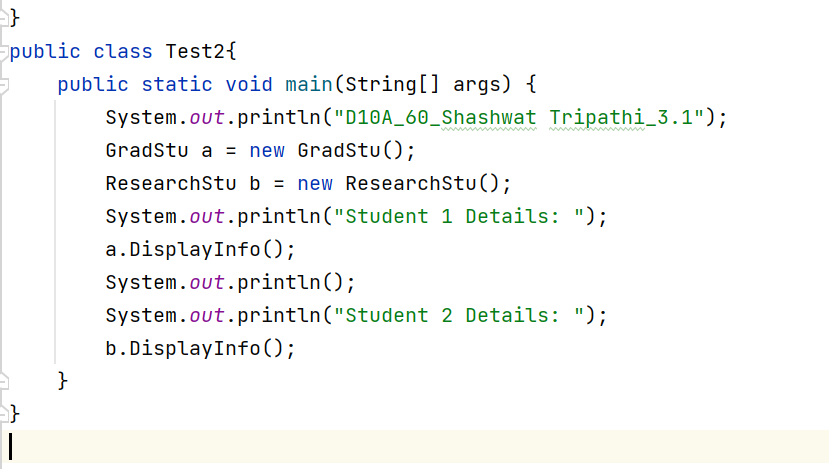 }
public class Test2{
    public static void main(String[] args) {
        System.out.println("D10A_60_Shashwat Tripathi_3.1");
        GradStu a = new GradStu();
        ResearchStu b = new ResearchStu();
        System.out.println("Student 1 Details: ");
        a.DisplayInfo();
        System.out.println();
        System.out.println("Student 2 Details: ");
        b.DisplayInfo();
    }
}